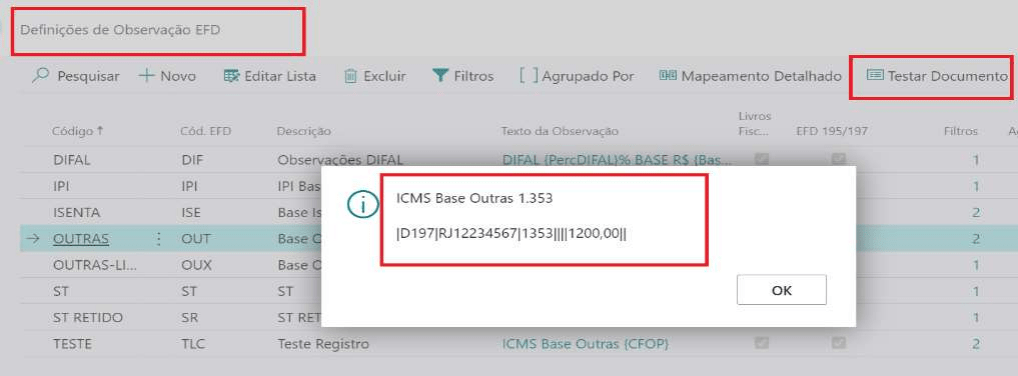 Definições de Observação EFD
Pesquisar Novo Editar Lista Excluir Filtros [ ] Agrupado Por Mapeamento Detalhado Testar Documento
Livros
Código ↑ Cód. EFD Descrição Texto da Observação Fisc... EFD 195/197 Filtros
DIFAL DIF Observações DIFAL DIFAL {PercDIFAL}% BASE R$ {Bas... 1
IPI IPI IPI Bas 1
ISENTA ISE Base Is 2
→ OUTRAS OUT Base O 2
OUTRAS-LI... OUX Base O 1
ST ST ST 1
ST RETIDO SR ST RET 1
TESTE TLC Teste Registro ICMS Base Outras {CFOP} 2
ICMS Base Outras 1.353
|D197|RJ12234567|1353||||1200,00||
OK